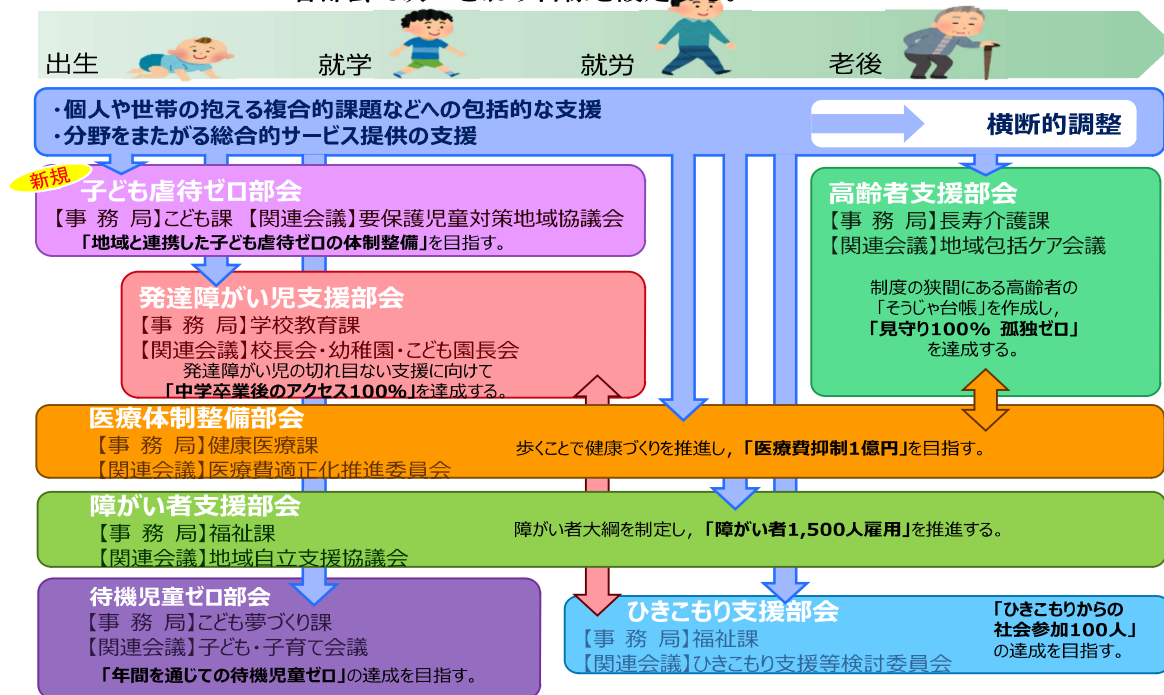 出生
就学
就労
老後
・個人や世帯の抱える複合的課題などへの包括的な支援
・分野をまたがる総合的サービス提供の支援
横断的調整
新規
子ども虐待ゼロ部会
【事 務 局】こども課 【関連会議】要保護児童対策地域協議会
「地域と連携した子ども虐待ゼロの体制整備」を目指す。
高齢者支援部会
【事 務 局】長寿介護課
【関連会議】地域包括ケア会議
制度の狭間にある高齢者の
「そうじゃ台帳」を作成し，
「見守り100％ 孤独ゼロ」
を達成する。
発達障がい児支援部会
【事 務 局】学校教育課
【関連会議】校長会・幼稚園・こども園長会
発達障がい児の切れ目ない支援に向けて
「中学卒業後のアクセス100％」を達成する。
医療体制整備部会
【事 務 局】健康医療課
【関連会議】医療費適正化推進委員会
歩くことで健康づくりを推進し，「医療費抑制1億円」を目指す。
障がい者支援部会
【事 務 局】福祉課
【関連会議】地域自立支援協議会
障がい者大綱を制定し，「障がい者1,500人雇用」を推進する。
待機児童ゼロ部会
【事 務 局】こども夢づくり課
【関連会議】子ども・子育て会議
「年間を通じての待機児童ゼロ」の達成を目指す。
ひきこもり支援部会
【事 務 局】福祉課
【関連会議】ひきこもり支援等検討委員会
「ひきこもりからの
社会参加100人」
の達成を目指す。